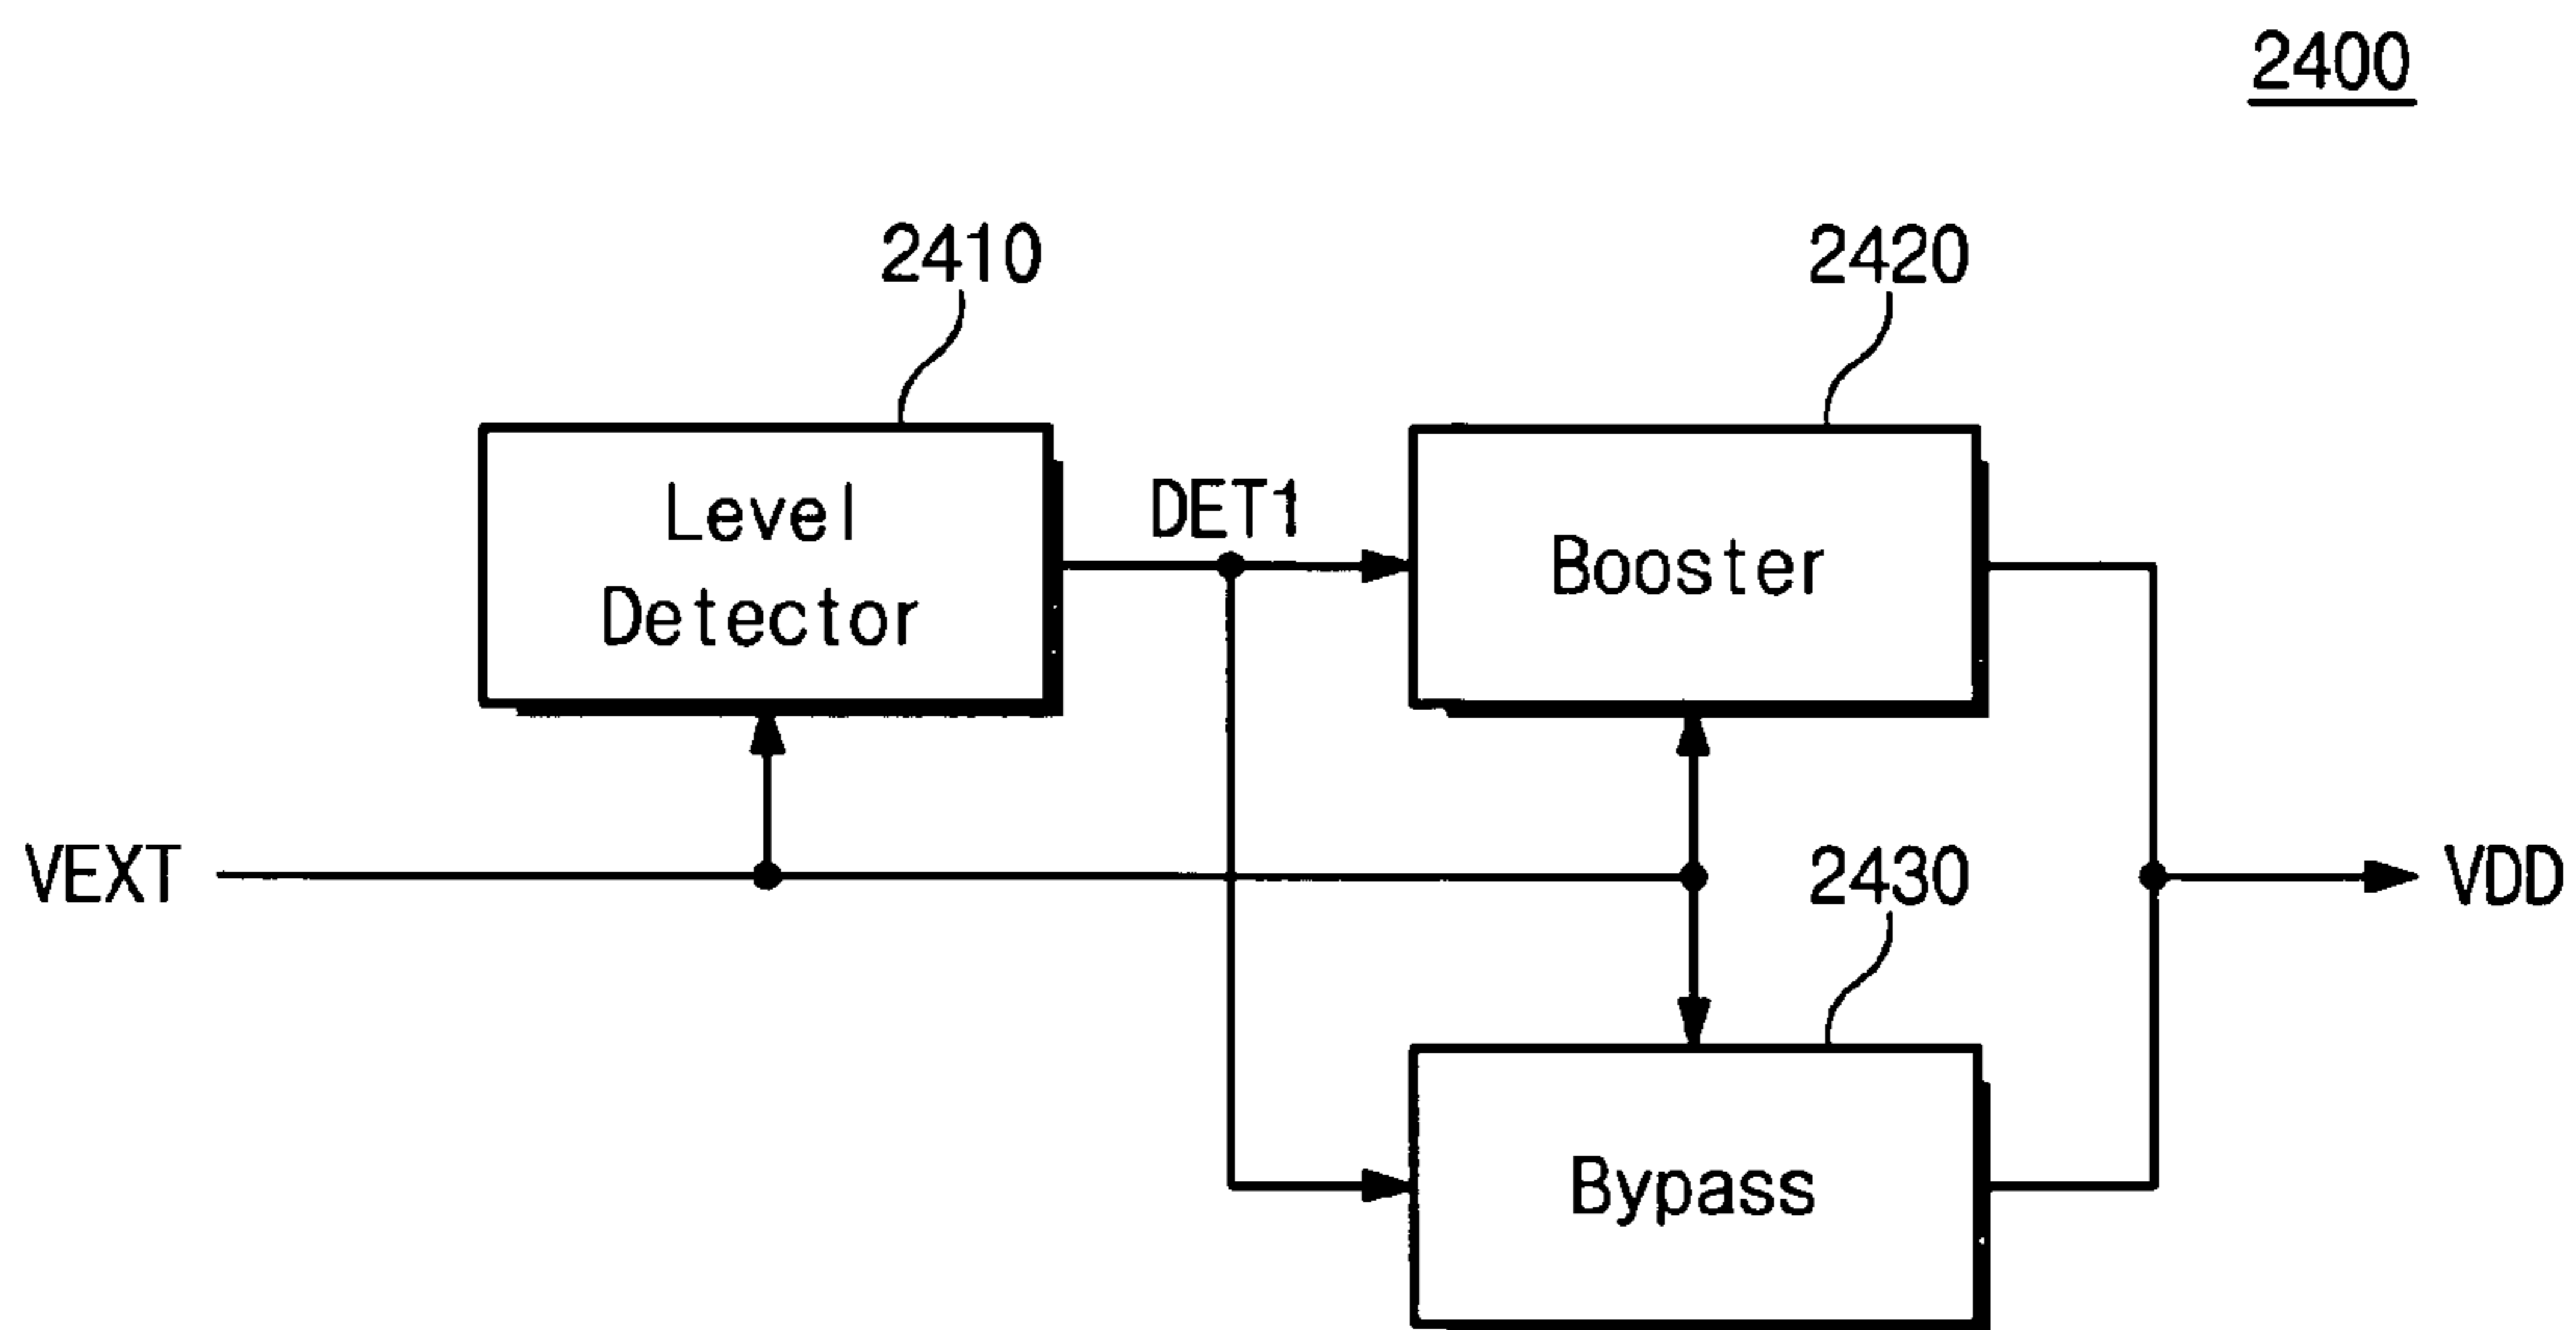 2400
2410
2420
Level
Detector
DET1
Booster
VEXT
2430
VDD
Bypass